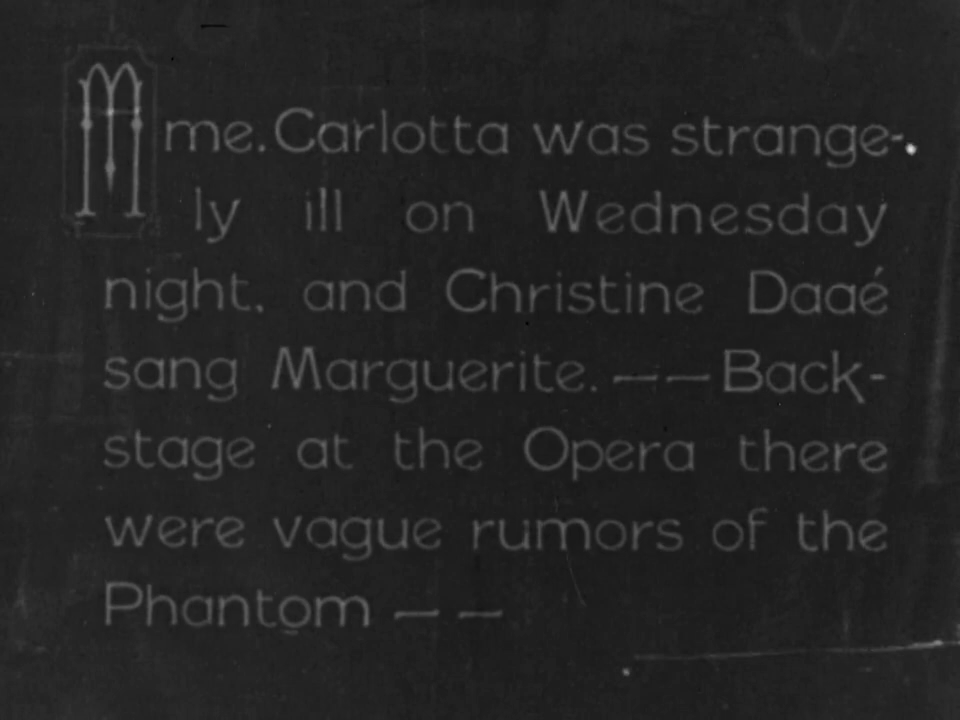 Mme. Carlotta was strange-
ly ill on Wednesday
night, and Christine Daaé
sang Marguerite. —— Back-
stage at the Opera there
were vague rumors of the
Phantom — —